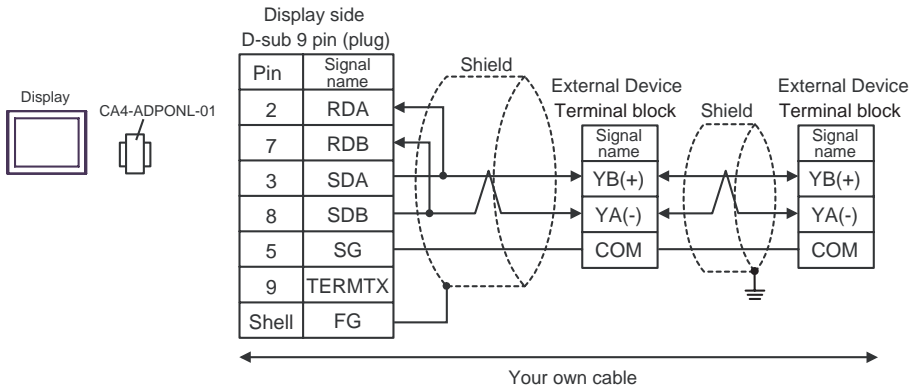 Display side
D-sub 9 pin (plug)
Display
CA4-ADPONL-01
Pin
Signal
name
2
RDA
7
RDB
3
SDA
8
SDB
5
SG
9
TERMTX
Shell
FG
Shield
External Device
Terminal block
Signal
name
YB(+)
YA(-)
COM
Shield
External Device
Terminal block
Signal
name
YB(+)
YA(-)
COM
Your own cable